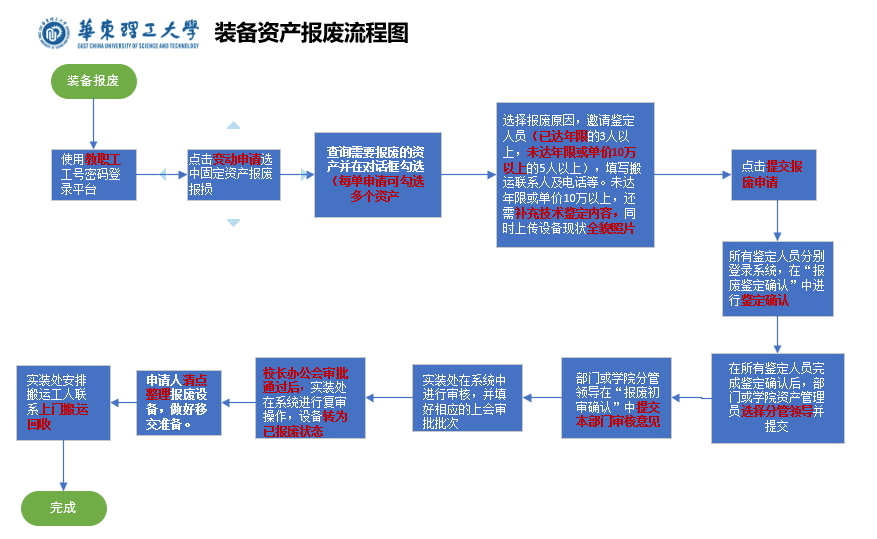 華東理工大學
EAST CHINA UNIVERSITY OF SCIENCE AND TECHNOLOGY
装备资产报废流程图
装备报废
使用教职工
工号密码登
录平台
点击变动申请选
中固定资产报废
报损
查询需要报废的资
产并在对话框勾选
（每单申请可勾选
多个资产
选择报废原因，邀请鉴定
人员（已达年限的3人以
上，未达年限或单价10万
以上的5人以上），填写搬
运联系人及电话等。未达
年限或单价10万以上，还
需补充技术鉴定内容，同
时上传设备现状全貌照片
点击提交报
废申请
所有鉴定人员分别
登录系统，在“报
废鉴定确认”中进
行鉴定确认
在所有鉴定人员完
成鉴定确认后，部
门或学院资产管理
员选择分管领导并
提交
部门或学院分管
领导在“报废初
审确认”中提交
本部门审核意见
实装处在系统中
进行审核，并填
好相应的上会审
批批次
校长办公会审批
通过后，实装处
在系统进行复审
操作，设备转为
已报废状态
申请人清点
整理报废设
备，做好移
交准备。
实装处安排
搬运工人联
系上门搬运
回收
完成